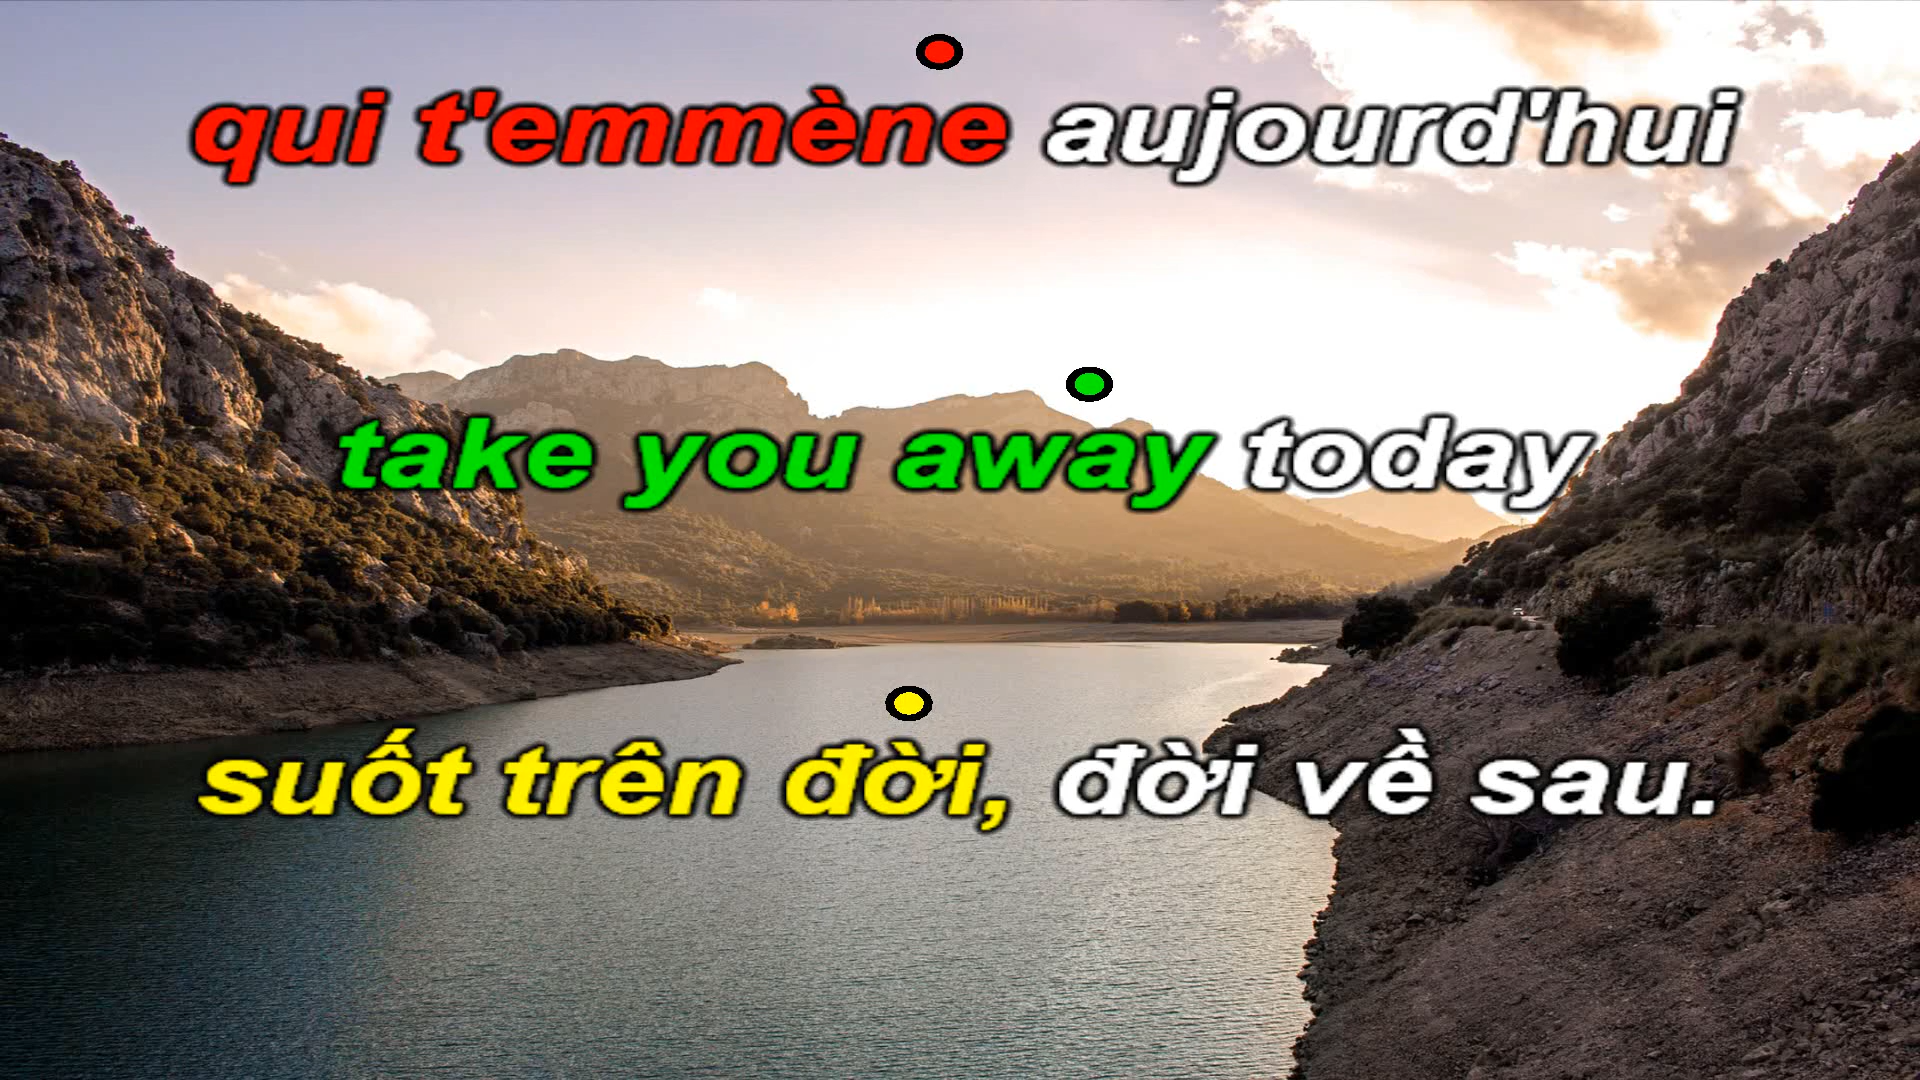 qui t'emmène aujourd'hui
take you away today
suốt trên đời, đời về sau.